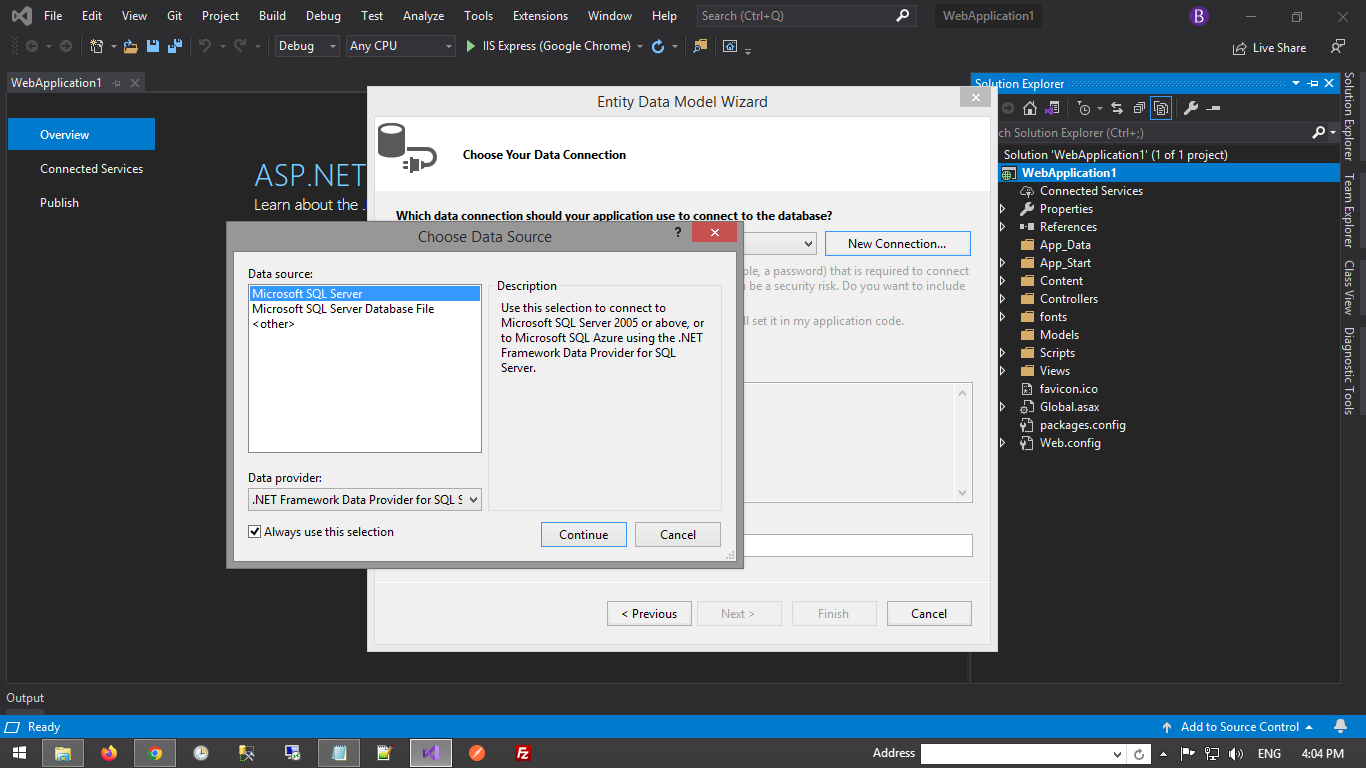 File Edit View Git Project Build Debug Test Analyze Tools Extensions Window Help Search (Ctrl+Q) WebApplication1 B
Debug Any CPU IIS Express (Google Chrome) Live Share
WebApplication1
Overview
Connected Services
Publish
ASP.NET
Learn about the
Entity Data Model Wizard
Choose Your Data Connection
Which data connection should your application use to connect to the database?
New Connection...
ble, a password) that is required to connect
n be a security risk. Do you want to include
ll set it in my application code.
< Previous
Next >
Finish
Cancel
Choose Data Source
?
Data source:
Microsoft SQL Server
Microsoft SQL Server Database File
<other>
Description
Use this selection to connect to
Microsoft SQL Server 2005 or above, or
to Microsoft SQL Azure using the .NET
Framework Data Provider for SQL
Server.
Data provider:
.NET Framework Data Provider for SQL S
Always use this selection
Continue
Cancel
Solution Explorer
ch Solution Explorer (Ctrl+;)
Solution 'WebApplication1' (1 of 1 project)
WebApplication1
Connected Services
Properties
References
App_Data
App_Start
Content
Controllers
fonts
Models
Scripts
Views
favicon.ico
Global.asax
packages.config
Web.config
Solution Explorer
Team Explorer
Class View
Diagnostic Tools
Output
Ready
Add to Source Control
Address
ENG
4:04 PM